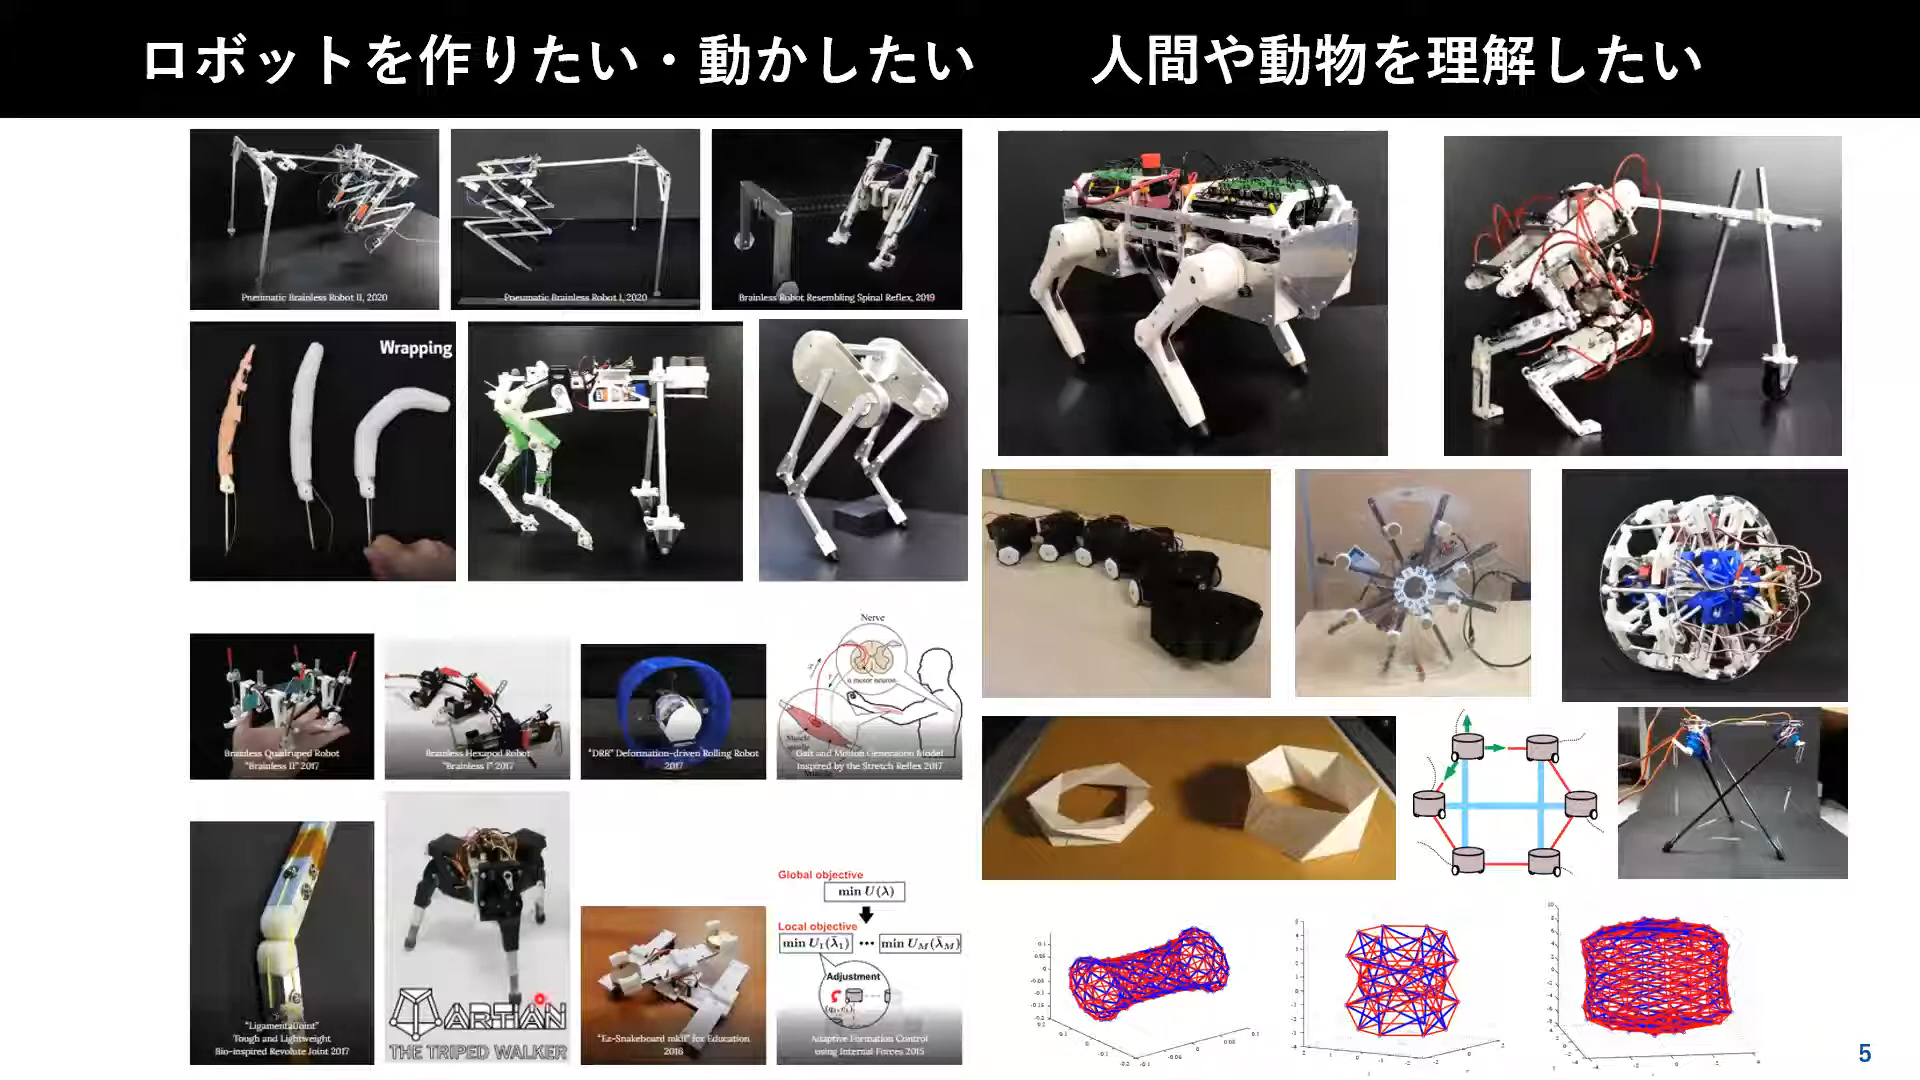 ロボットを作りたい・動かしたい 人間や動物を理解したい
Pneumatic Brainless Robot II, 2020
Pneumatic Brainless Robot I, 2020
Brainless Robot Resembling Spinal Reflex, 2019
Wrapping
Brainless Quadruped Robot
"Brainless II" 2017
Brainless Hexapod Robot
"Brainless I" 2017
"DRR" Deformation-driven Rolling Robot
2017
Nerve
α motor neuron
Muscle
Gait and Motion Generation Model
Inspired by the Stretch Reflex 2017
"LigamentalJoint"
Tough and Lightweight
Bio-inspired Revolute Joint 2017
MARTIAN
THE TRIPED WALKER
"Ez-Snakeboard mkII" for Education
2016
Global objective
min U(λ)
Local objective
min U₁(λ̄₁) ••• min U_M(λ̄_M)
Adjustment
Adaptive Formation Control
using Internal Forces 2015
5